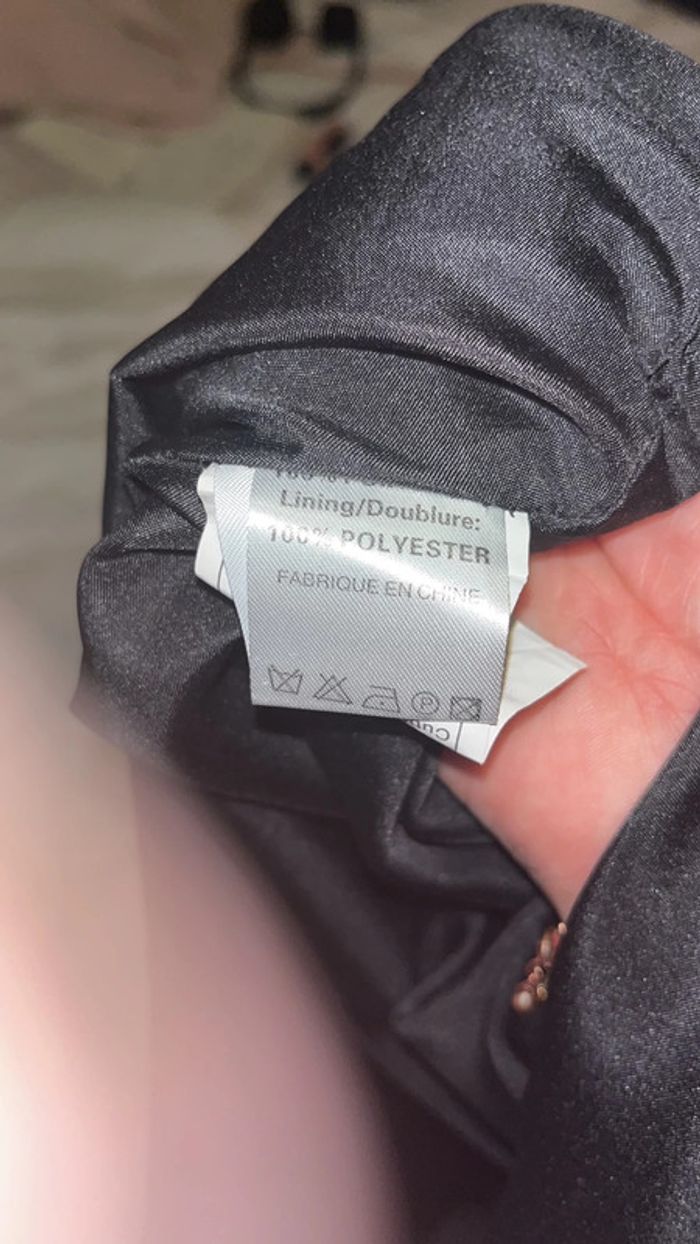 Lining/Doublure:
100% POLYESTER
FABRIQUE EN CHINE
P